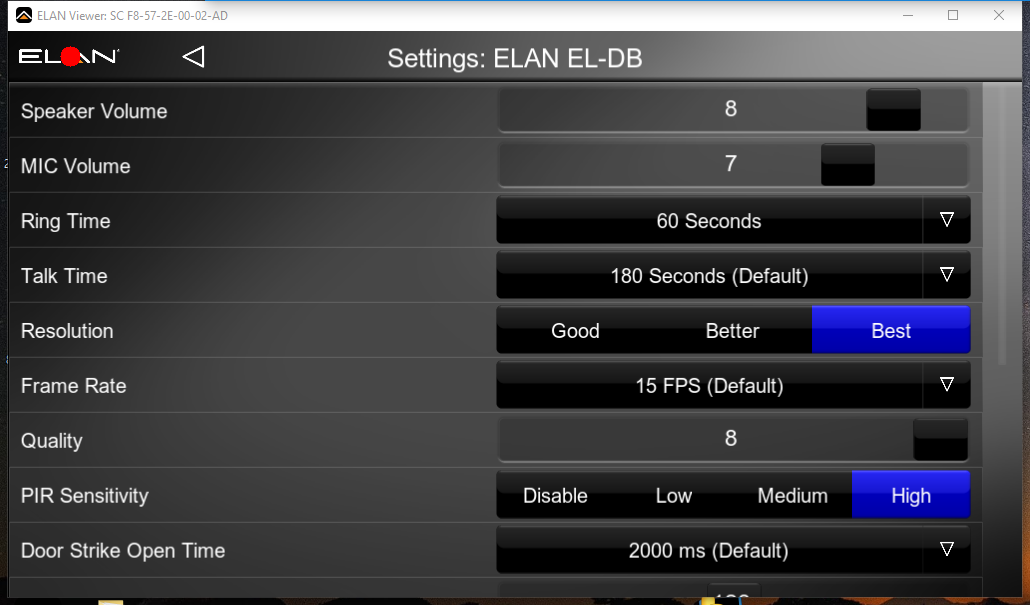 ELAN Viewer: SC F8-57-2E-00-02-AD
ELAN Settings: ELAN EL-DB
Speaker Volume 8
MIC Volume 7
Ring Time 60 Seconds
Talk Time 180 Seconds (Default)
Resolution Good Better Best
Frame Rate 15 FPS (Default)
Quality 8
PIR Sensitivity Disable Low Medium High
Door Strike Open Time 2000 ms (Default)